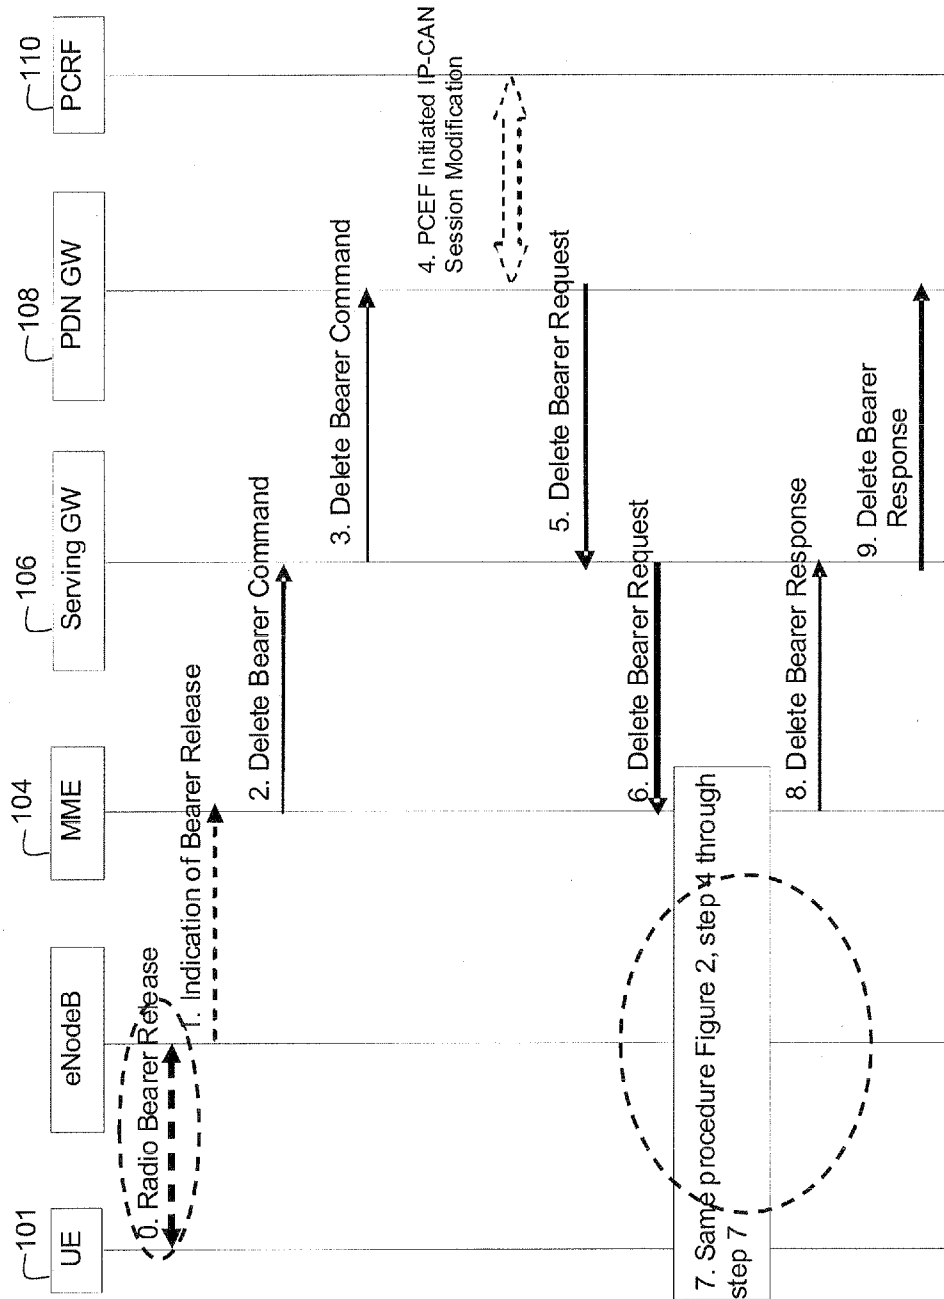 101
104
106
108
110
UE
eNodeB
MME
Serving GW
PDN GW
PCRF
0. Radio Bearer Release
1. Indication of Bearer Release
2. Delete Bearer Command
3. Delete Bearer Command
4. PCEF Initiated IP-CAN
Session Modification
5. Delete Bearer Request
6. Delete Bearer Request
7. Same procedure Figure 2, step 4 through
step 7
8. Delete Bearer Response
9. Delete Bearer
Response